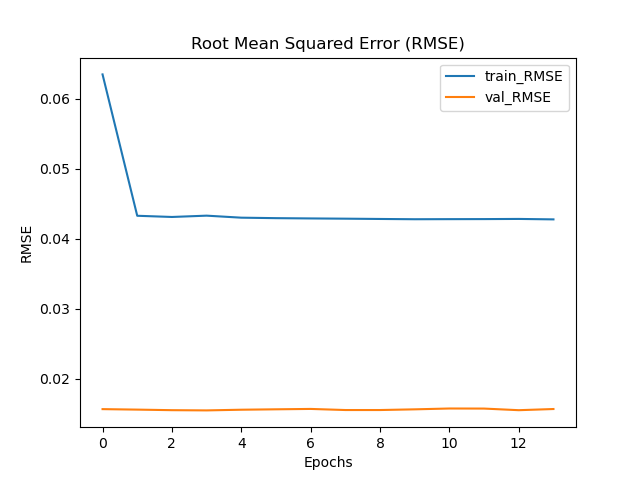 Root Mean Squared Error (RMSE)
train_RMSE
val_RMSE
0.06
0.05
0.04
0.03
0.02
RMSE
0 2 4 6 8 10 12
Epochs